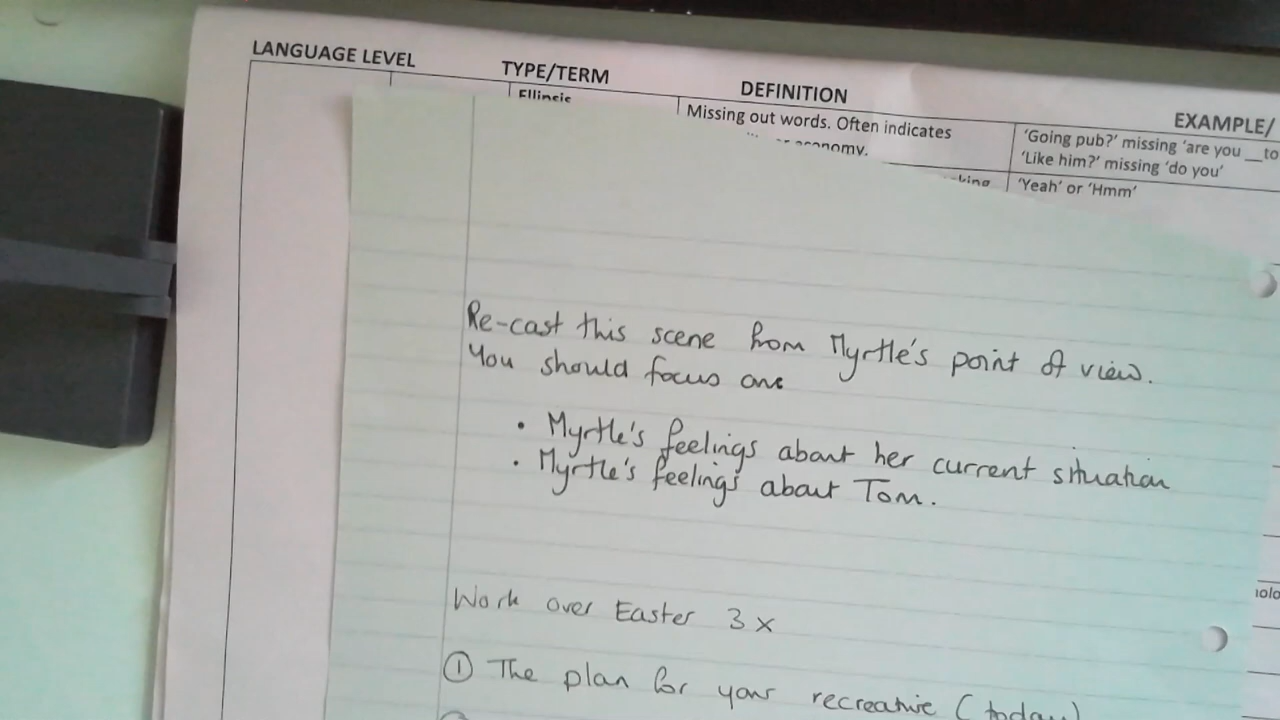 LANGUAGE LEVEL TYPE/TERM DEFINITION EXAMPLE/
Ellipsis Missing out words. Often indicates 'Going pub?' missing 'are you __to
economy. 'Like him?' missing 'do you'
'Yeah' or 'Hmm'
Re-cast this scene from Myrtle's point of view.
You should focus on
• Myrtle's feelings about her current situation
• Myrtle's feelings about Tom.
Work over Easter 3x
① The plan for your recreative (today)